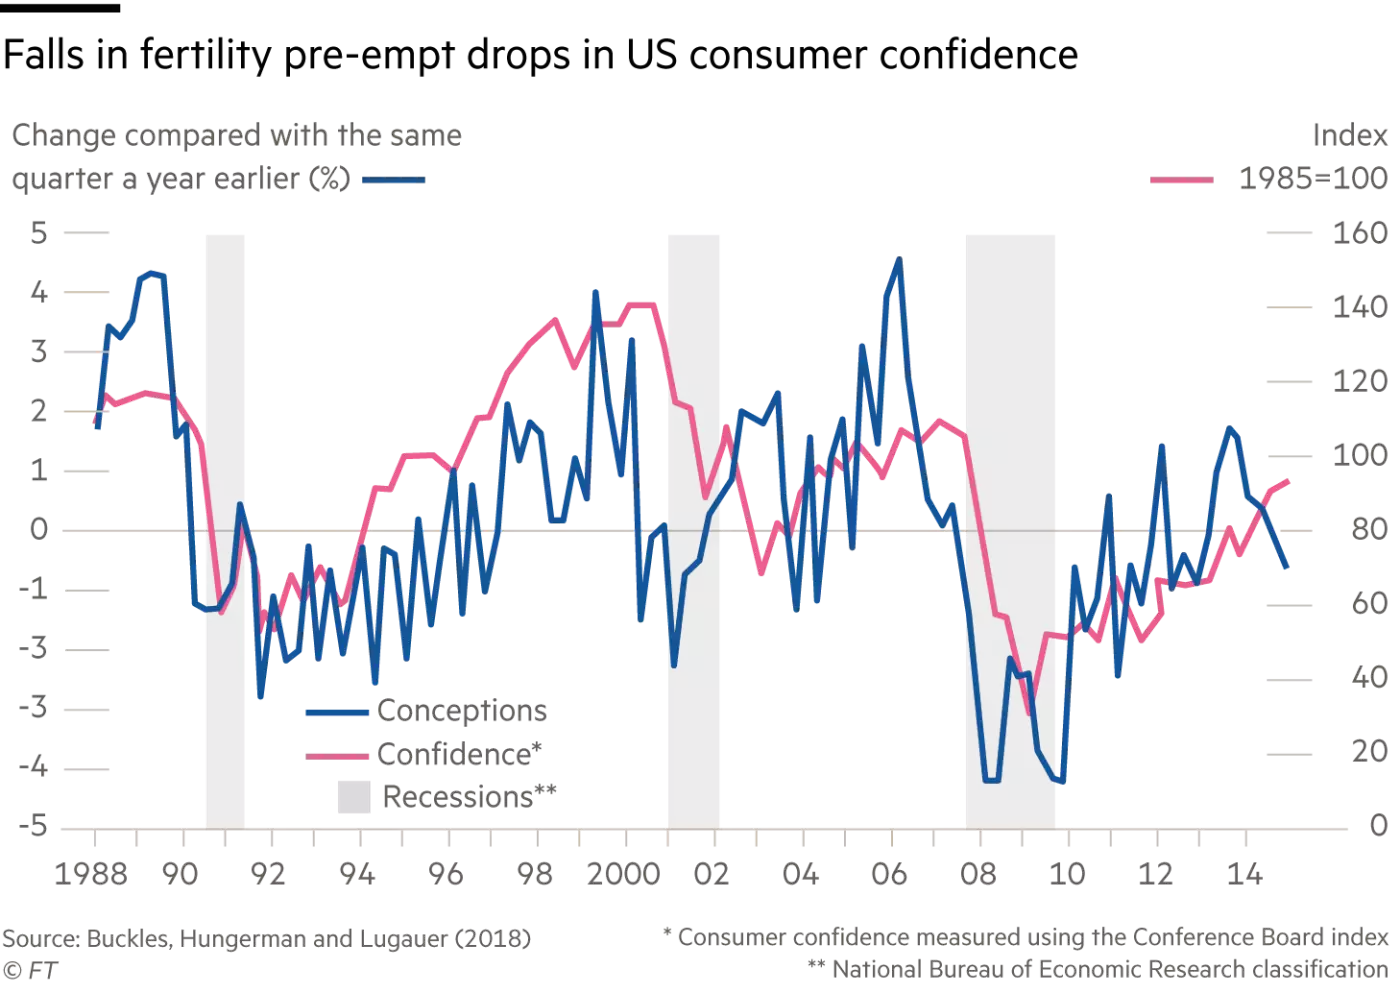 Falls in fertility pre-empt drops in US consumer confidence
Change compared with the same
quarter a year earlier (%)
Index
1985=100
5
4
3
2
1
0
-1
-3
-3
-4
-5
160
140
120
100
80
60
40
20
0
Conceptions
Confidence*
Recessions**
1988 90 92 94 96 98 2000 02 04 06 08 10 12 14
Source: Buckles, Hungerman and Lugauer (2018)
© FT
* Consumer confidence measured using the Conference Board index
** National Bureau of Economic Research classification